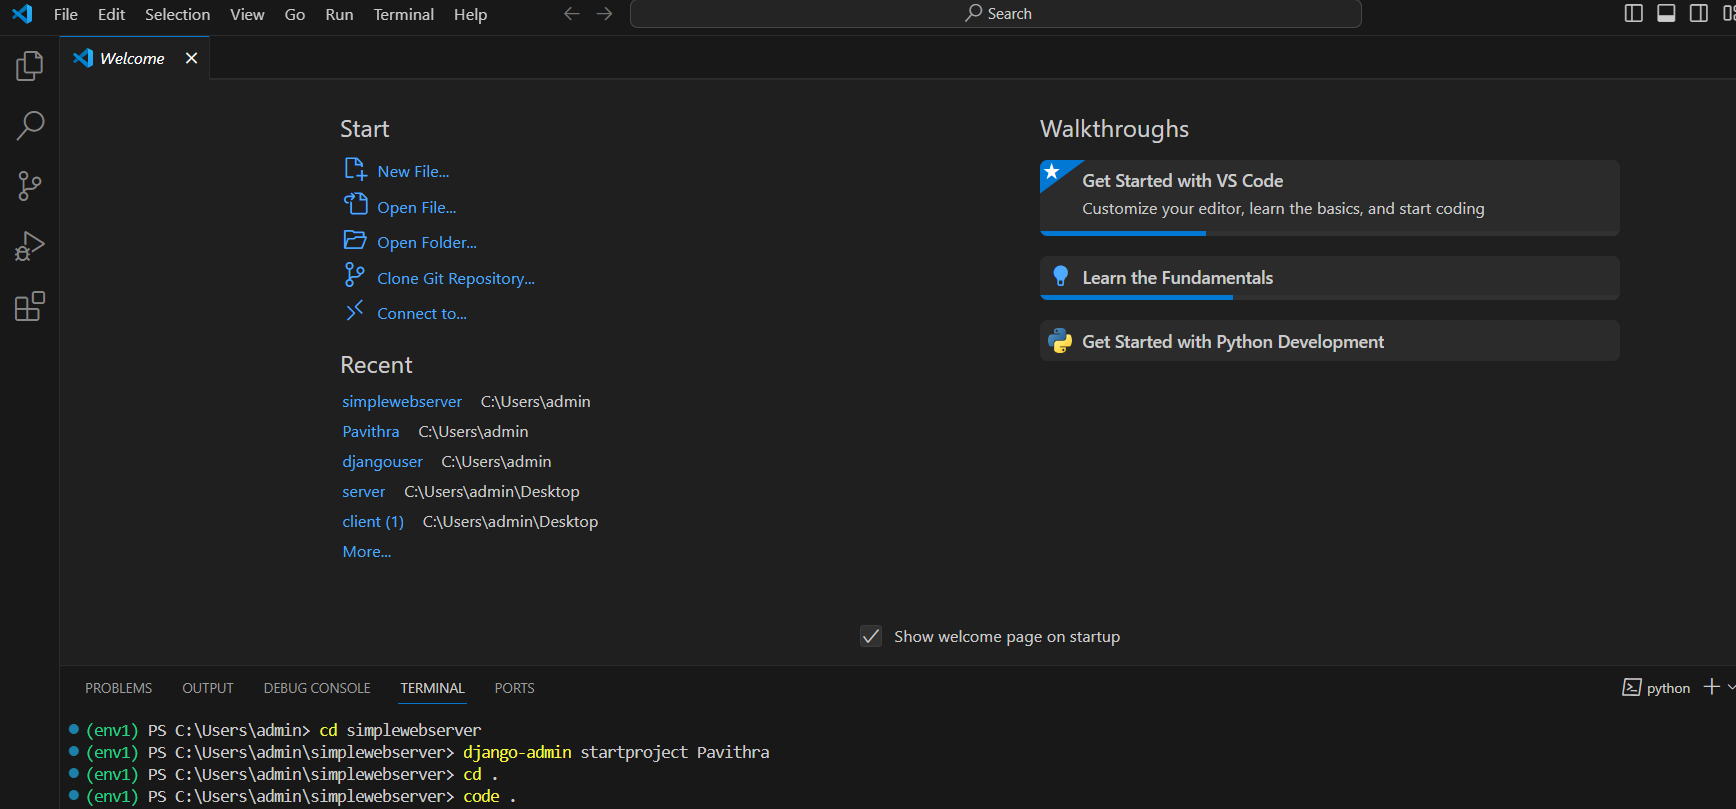 File Edit Selection View Go Run Terminal Help Search
Welcome
Start
New File...
Open File...
Open Folder...
Clone Git Repository...
Connect to...
Recent
simplewebserver C:\Users\admin
Pavithra C:\Users\admin
djangouser C:\Users\admin
server C:\Users\admin\Desktop
client (1) C:\Users\admin\Desktop
More...
Walkthroughs
Get Started with VS Code
Customize your editor, learn the basics, and start coding
Learn the Fundamentals
Get Started with Python Development
Show welcome page on startup
PROBLEMS OUTPUT DEBUG CONSOLE TERMINAL PORTS python
(env1) PS C:\Users\admin> cd simplewebserver
(env1) PS C:\Users\admin\simplewebserver> django-admin startproject Pavithra
(env1) PS C:\Users\admin\simplewebserver> cd .
(env1) PS C:\Users\admin\simplewebserver> code .